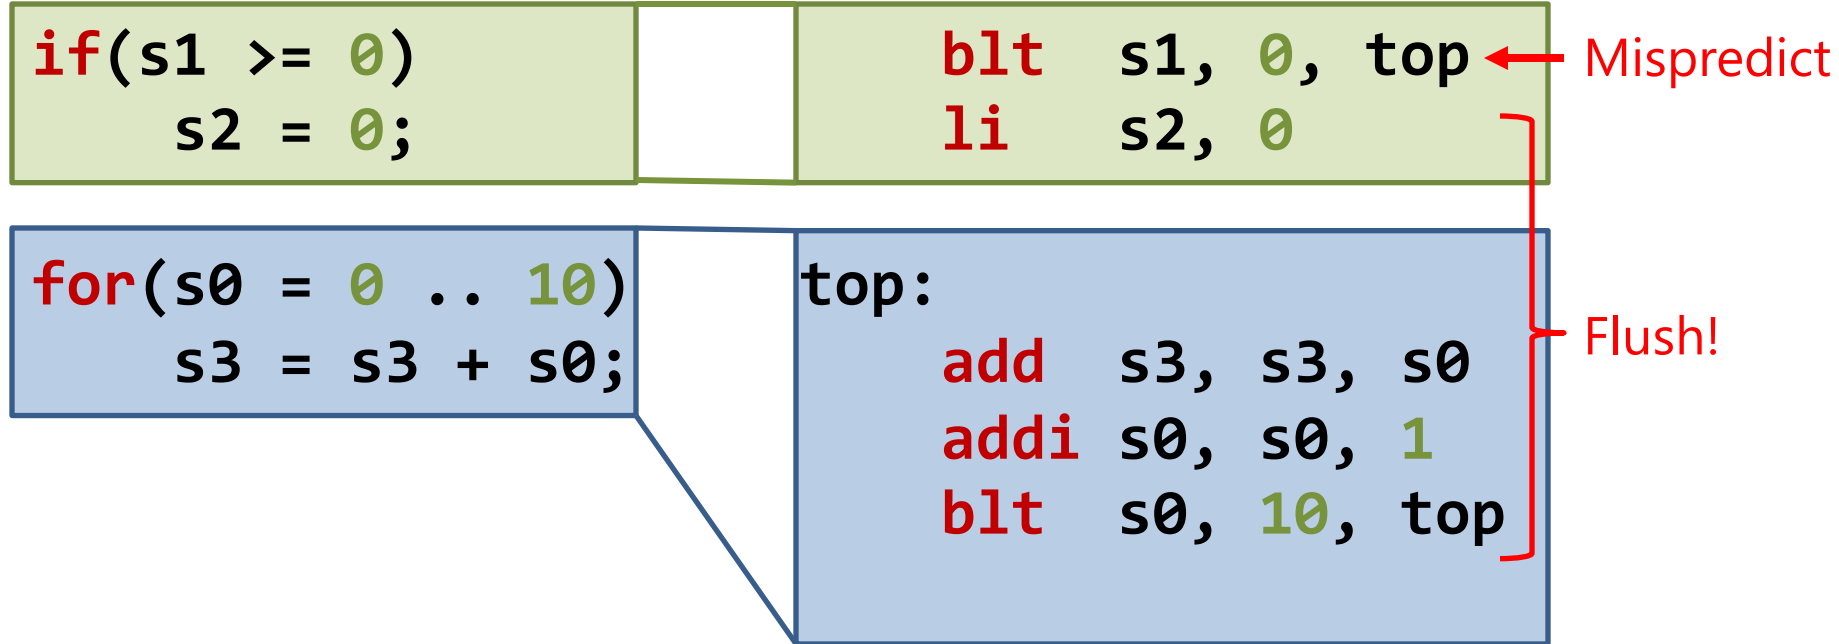 if(s1 >= 0)
    s2 = 0;
for(s0 = 0 .. 10)
    s3 = s3 + s0;
    blt  s1, 0, top
    li   s2, 0
top:
    add  s3, s3, s0
    addi s0, s0, 1
    blt  s0, 10, top
Mispredict
Flush!